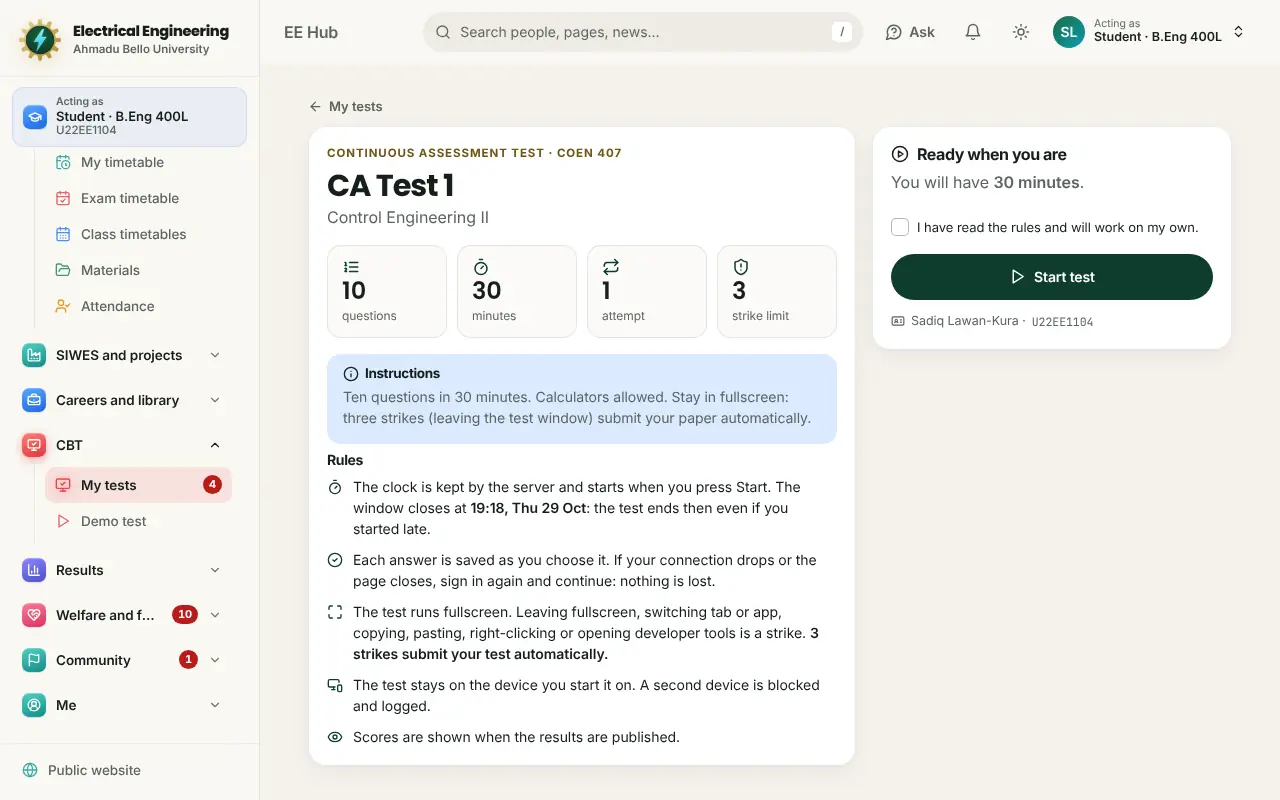 Electrical Engineering
Ahmadu Bello University
EE Hub
Search people, pages, news...
/
Ask
SL
Acting as
Student · B.Eng 400L
Acting as
Student · B.Eng 400L
U22EE1104
My timetable
Exam timetable
Class timetables
Materials
Attendance
SIWES and projects
Careers and library
CBT
My tests
4
Demo test
Results
Welfare and f...
10
Community
1
Me
Public website
My tests
CONTINUOUS ASSESSMENT TEST · COEN 407
CA Test 1
Control Engineering II
10
questions
30
minutes
1
attempt
3
strike limit
Instructions
Ten questions in 30 minutes. Calculators allowed. Stay in fullscreen:
three strikes (leaving the test window) submit your paper automatically.
Rules
The clock is kept by the server and starts when you press Start. The
window closes at 19:18, Thu 29 Oct: the test ends then even if you
started late.
Each answer is saved as you choose it. If your connection drops or the
page closes, sign in again and continue: nothing is lost.
The test runs fullscreen. Leaving fullscreen, switching tab or app,
copying, pasting, right-clicking or opening developer tools is a strike. 3
strikes submit your test automatically.
The test stays on the device you start it on. A second device is blocked
and logged.
Scores are shown when the results are published.
Ready when you are
You will have 30 minutes.
I have read the rules and will work on my own.
Start test
Sadiq Lawan-Kura · U22EE1104